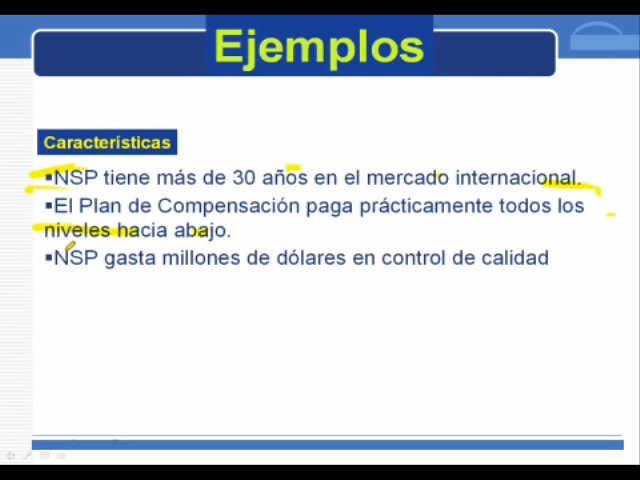 Ejemplos
Características
▪NSP tiene más de 30 años en el mercado internacional.
▪El Plan de Compensación paga prácticamente todos los
niveles hacia abajo.
▪NSP gasta millones de dólares en control de calidad